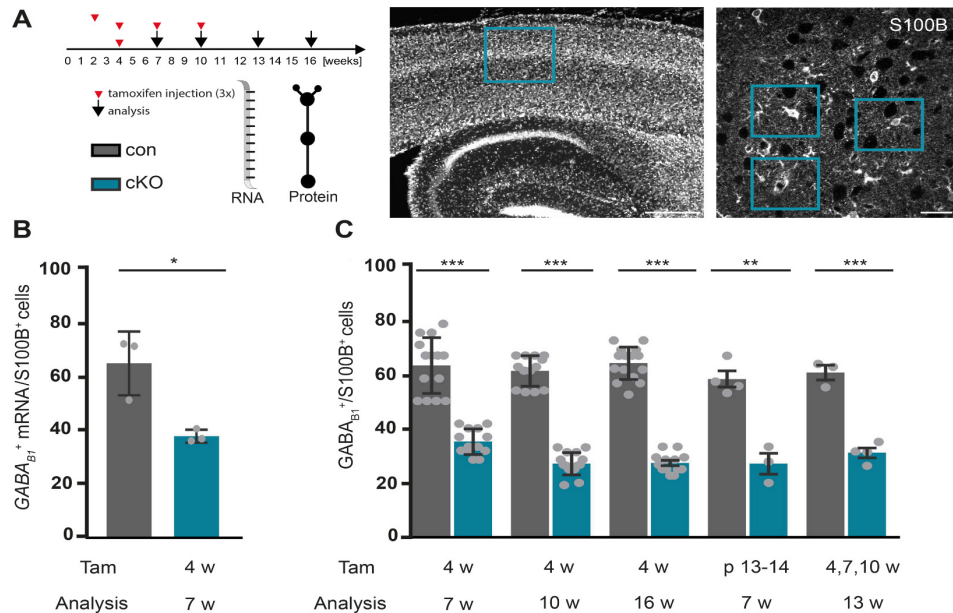 A
0 1 2 3 4 5 6 7 8 9 10 11 12 13 14 15 16 [weeks]
tamoxifen injection (3x)
analysis
con
cKO
RNA
Protein
S100B
B
GABA_B1⁺ mRNA/S100B⁺ cells
100
80
60
40
20
0
*
Tam 4 w
Analysis 7 w
C
GABA_B1⁺/S100B⁺ cells
100
80
60
40
20
0
*** *** *** ** ***
Tam 4 w 4 w 4 w p 13-14 4,7,10 w
Analysis 7 w 10 w 16 w 7 w 13 w